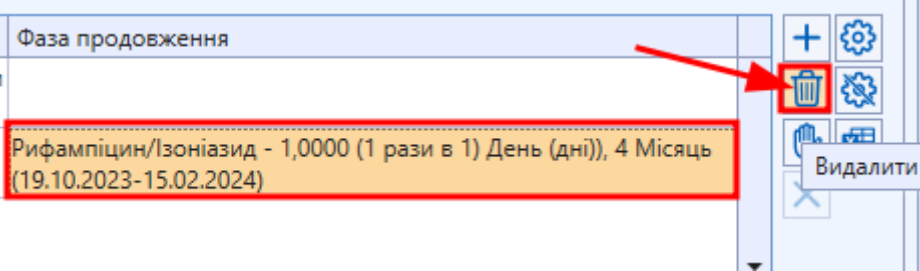 Фаза продовження
Рифампіцин/Ізоніазид - 1,0000 (1 рази в 1) День (дні)), 4 Місяць
(19.10.2023-15.02.2024)
Видалити